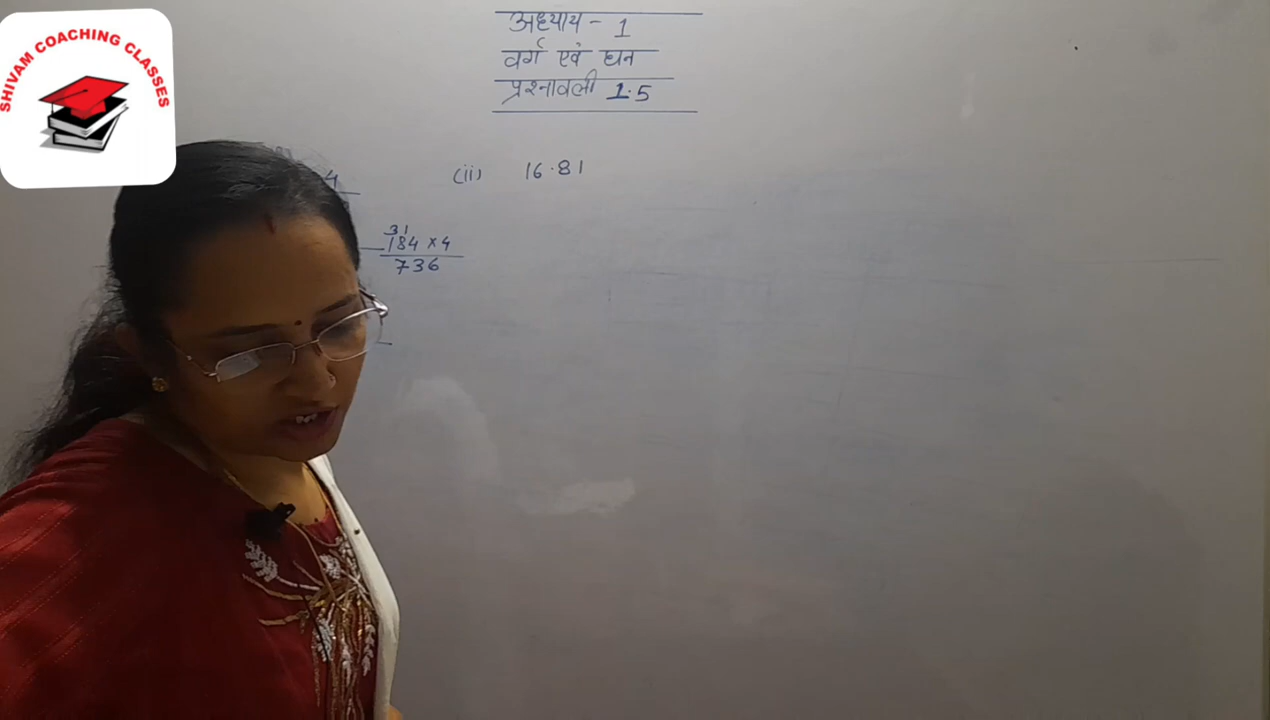 SHIVAM COACHING CLASSES
अध्याय - 1
वर्ग एवं घन
प्रश्नावली 1.5
4
(ii) 16.81
31
184 × 4
736